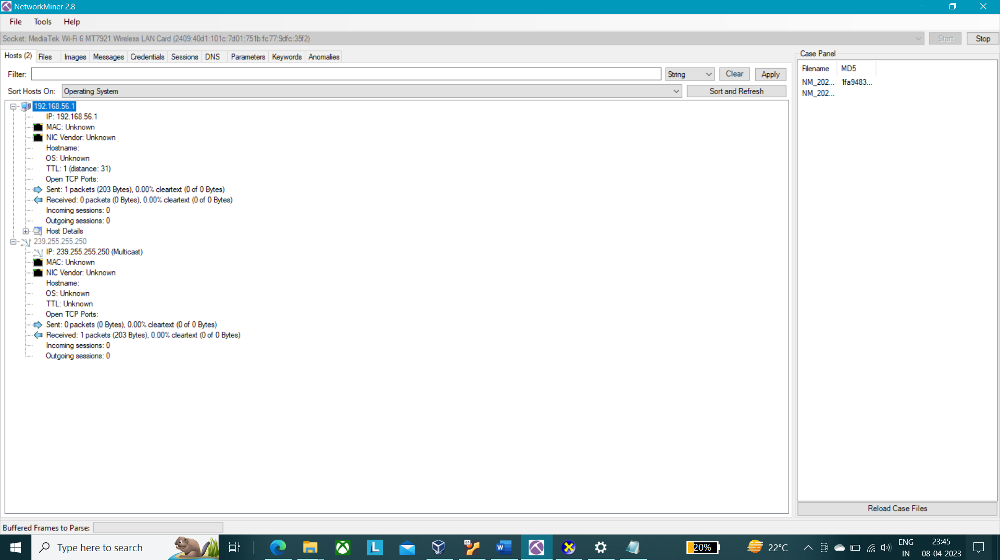 NetworkMiner 2.8
File Tools Help
Socket: MediaTek Wi-Fi 6 MT7921 Wireless LAN Card (2409:40d1:101c:7d01:751b:fc77:9dfc:35f2)
Start Stop
Hosts (2) Files Images Messages Credentials Sessions DNS Parameters Keywords Anomalies
Filter: String Clear Apply
Sort Hosts On: Operating System Sort and Refresh
192.168.56.1
IP: 192.168.56.1
MAC: Unknown
NIC Vendor: Unknown
Hostname:
OS: Unknown
TTL: 1 (distance: 31)
Open TCP Ports:
Sent: 1 packets (203 Bytes), 0.00% cleartext (0 of 0 Bytes)
Received: 0 packets (0 Bytes), 0.00% cleartext (0 of 0 Bytes)
Incoming sessions: 0
Outgoing sessions: 0
Host Details
239.255.255.250
IP: 239.255.255.250 (Multicast)
MAC: Unknown
NIC Vendor: Unknown
Hostname:
OS: Unknown
TTL: Unknown
Open TCP Ports:
Sent: 0 packets (0 Bytes), 0.00% cleartext (0 of 0 Bytes)
Received: 1 packets (203 Bytes), 0.00% cleartext (0 of 0 Bytes)
Incoming sessions: 0
Outgoing sessions: 0
Case Panel
Filename MD5
NM_202... 1fa9483...
NM_202...
Reload Case Files
Buffered Frames to Parse:
Type here to search
L
64
W
20%
22°C
ENG
IN
23:45
08-04-2023